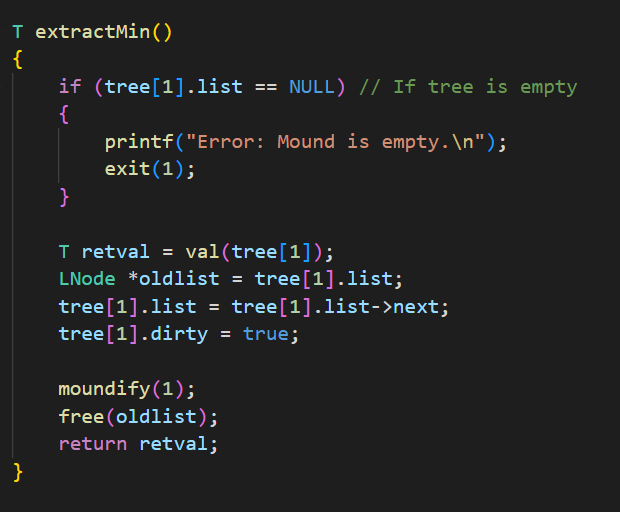 T extractMin()
{
    if (tree[1].list == NULL) // If tree is empty
    {
        printf("Error: Mound is empty.\n");
        exit(1);
    }

    T retval = val(tree[1]);
    LNode *oldlist = tree[1].list;
    tree[1].list = tree[1].list->next;
    tree[1].dirty = true;

    moundify(1);
    free(oldlist);
    return retval;
}